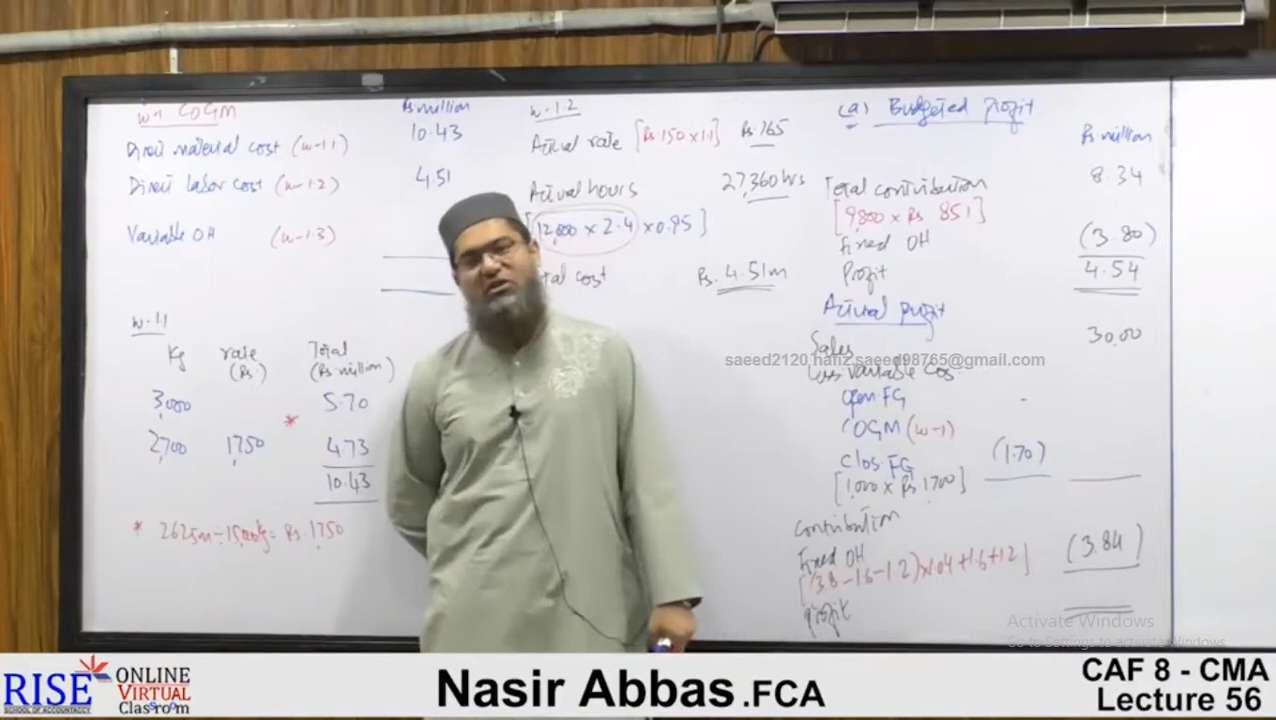 w-1 COGM
Rs million
Direct material cost (w-1.1) 10.43
Direct labor cost (w-1.2) 4.51
Variable OH (w-1.3)
w-1.1
Kg rate Total
(Rs.) (Rs million)
3,000 5.70
* 
2,700 1,750 4.73
10.43
* 26.25m ÷ 15,000kg = Rs. 1,750
w-1.2
Actual rate [Rs. 150 x 1.1] Rs. 165
Actual hours 27,360 hrs
[12,000 x 2.4 x 0.95]
tal cost Rs. 4.51m
(a) Budgeted profit
Rs million
Total contribution 8.34
[9,800 x Rs 851]
Fixed OH (3.80)
Profit 4.54
Actual profit
Sales 30.00
saeed2120 hafiz.saeed98765@gmail.com
Less variable Cos
Open FG -
COGM (w-1)
Clos. FG (1.70)
[1,000 x Rs 1,700]
Contribution
Fixed OH (3.84)
[(3.8-1.6-1.2) x 1.04 + 1.6 + 1.2]
Profit
Activate Windows
Go to Settings to activate Windows.
RISE
SCHOOL OF ACCOUNTANCY
ONLINE
VIRTUAL
Classroom
Nasir Abbas .FCA
CAF 8 - CMA
Lecture 56